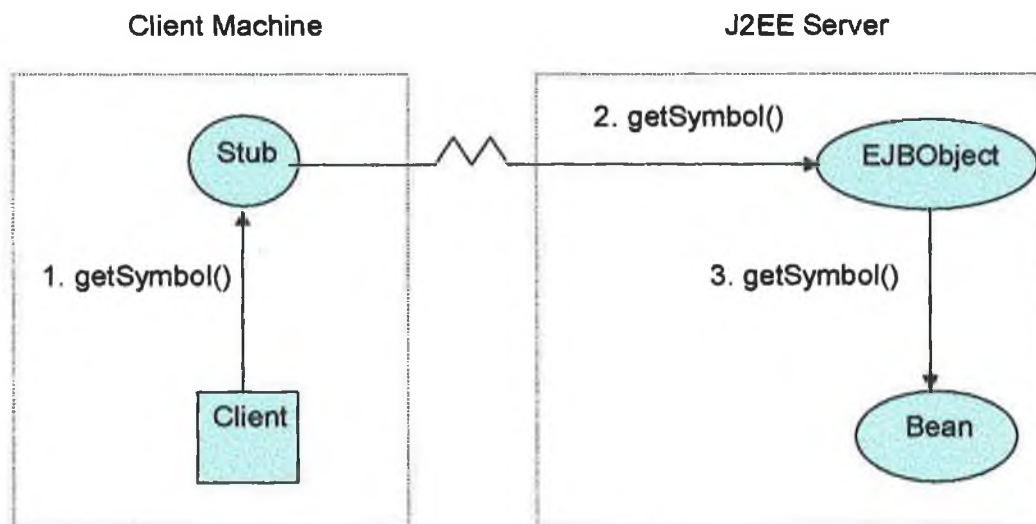 Client Machine
J2EE Server
Stub
2. getSymbol()
EJBObject
1. getSymbol()
3. getSymbol()
Client
Bean